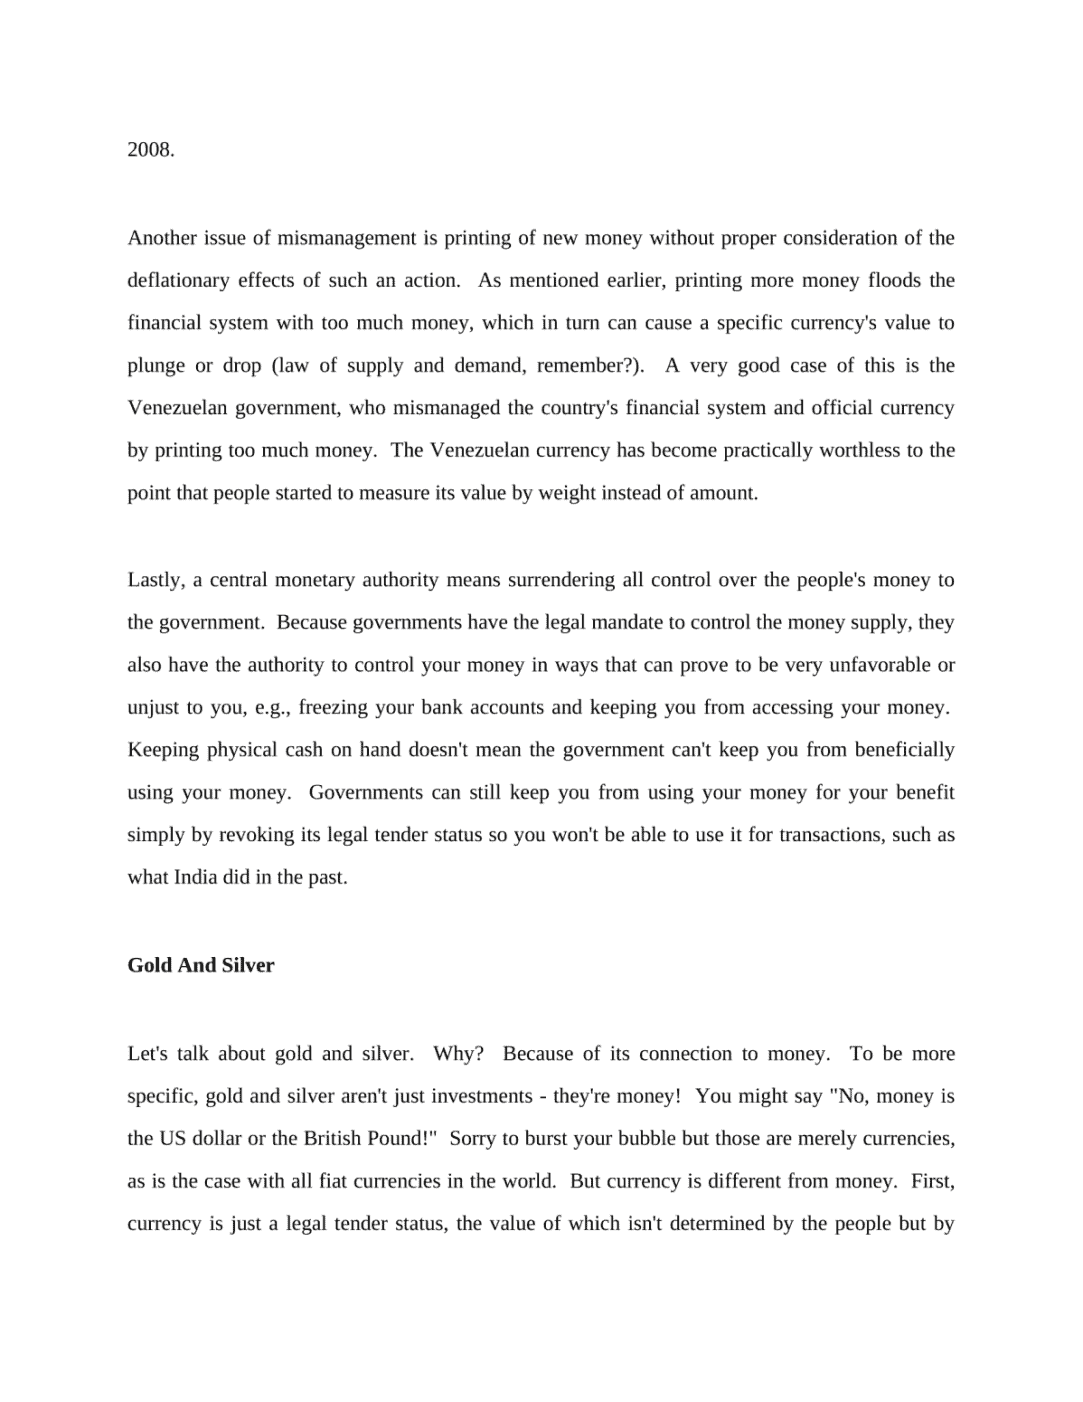 2008.
Another issue of mismanagement is printing of new money without proper consideration of the
deflationary effects of such an action.  As mentioned earlier, printing more money floods the
financial system with too much money, which in turn can cause a specific currency's value to
plunge or drop (law of supply and demand, remember?).  A very good case of this is the
Venezuelan government, who mismanaged the country's financial system and official currency
by printing too much money.  The Venezuelan currency has become practically worthless to the
point that people started to measure its value by weight instead of amount.
Lastly, a central monetary authority means surrendering all control over the people's money to
the government.  Because governments have the legal mandate to control the money supply, they
also have the authority to control your money in ways that can prove to be very unfavorable or
unjust to you, e.g., freezing your bank accounts and keeping you from accessing your money.
Keeping physical cash on hand doesn't mean the government can't keep you from beneficially
using your money.  Governments can still keep you from using your money for your benefit
simply by revoking its legal tender status so you won't be able to use it for transactions, such as
what India did in the past.
Gold And Silver
Let's talk about gold and silver.  Why?  Because of its connection to money.  To be more
specific, gold and silver aren't just investments - they're money!  You might say "No, money is
the US dollar or the British Pound!"  Sorry to burst your bubble but those are merely currencies,
as is the case with all fiat currencies in the world.  But currency is different from money.  First,
currency is just a legal tender status, the value of which isn't determined by the people but by